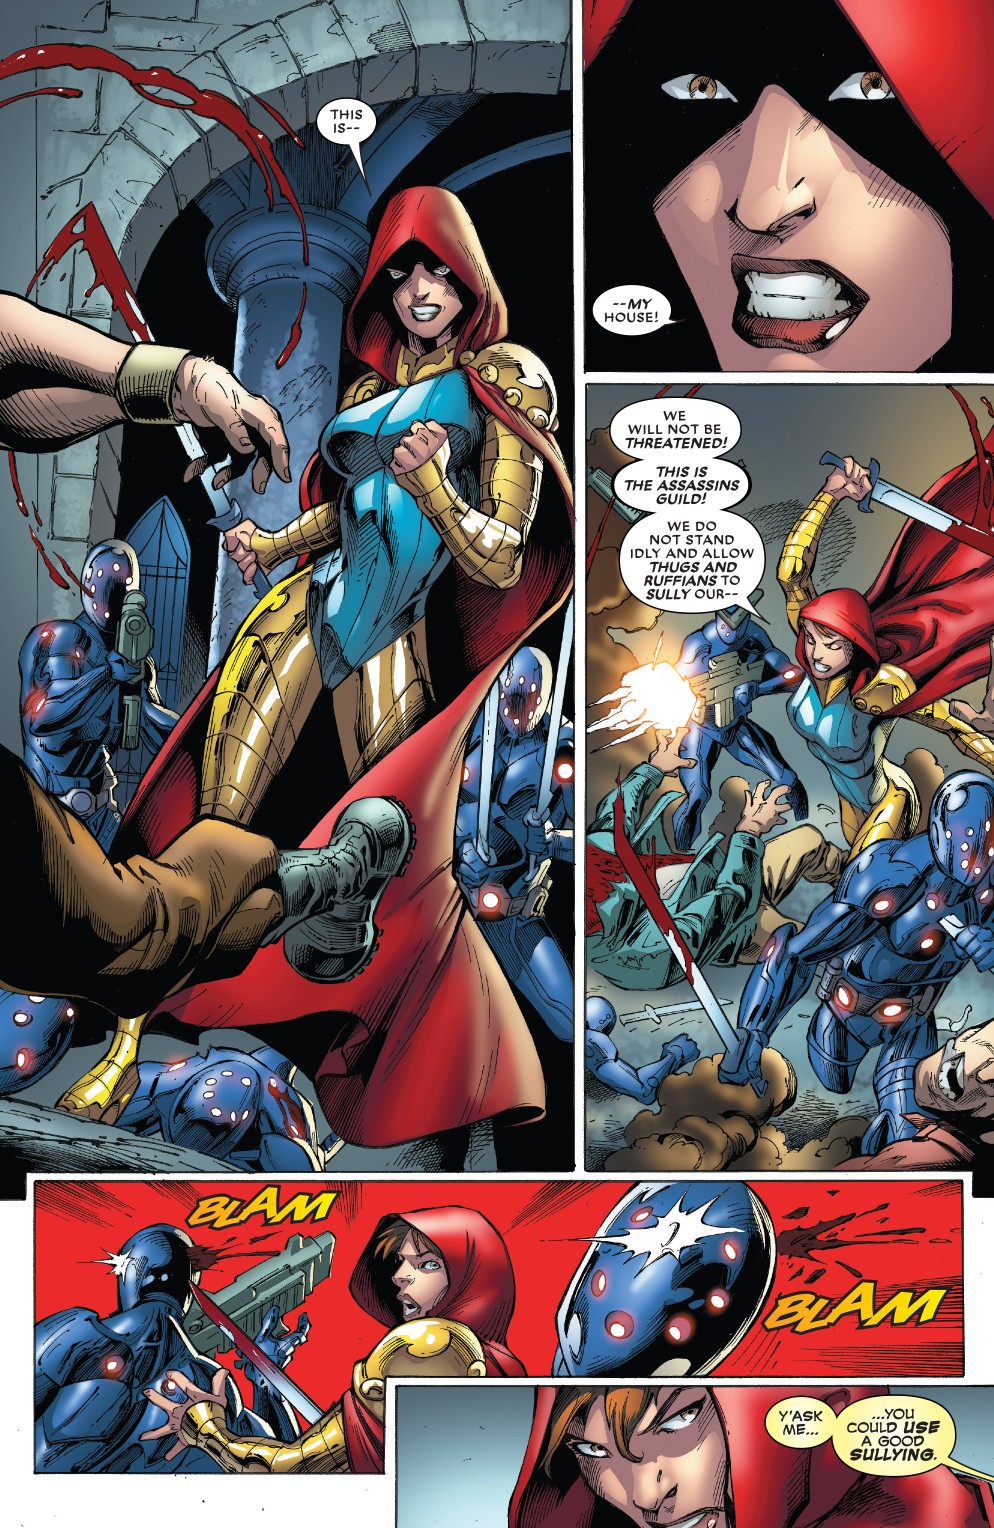 THIS
IS--
--MY
HOUSE!
WE
WILL NOT BE
THREATENED!
THIS IS
THE ASSASSINS
GUILD!
WE DO
NOT STAND
IDLY AND ALLOW
THUGS AND
RUFFIANS TO
SULLY OUR--
BLAM
BLAM
Y'ASK
ME...
...YOU
COULD USE
A GOOD
SULLYING.